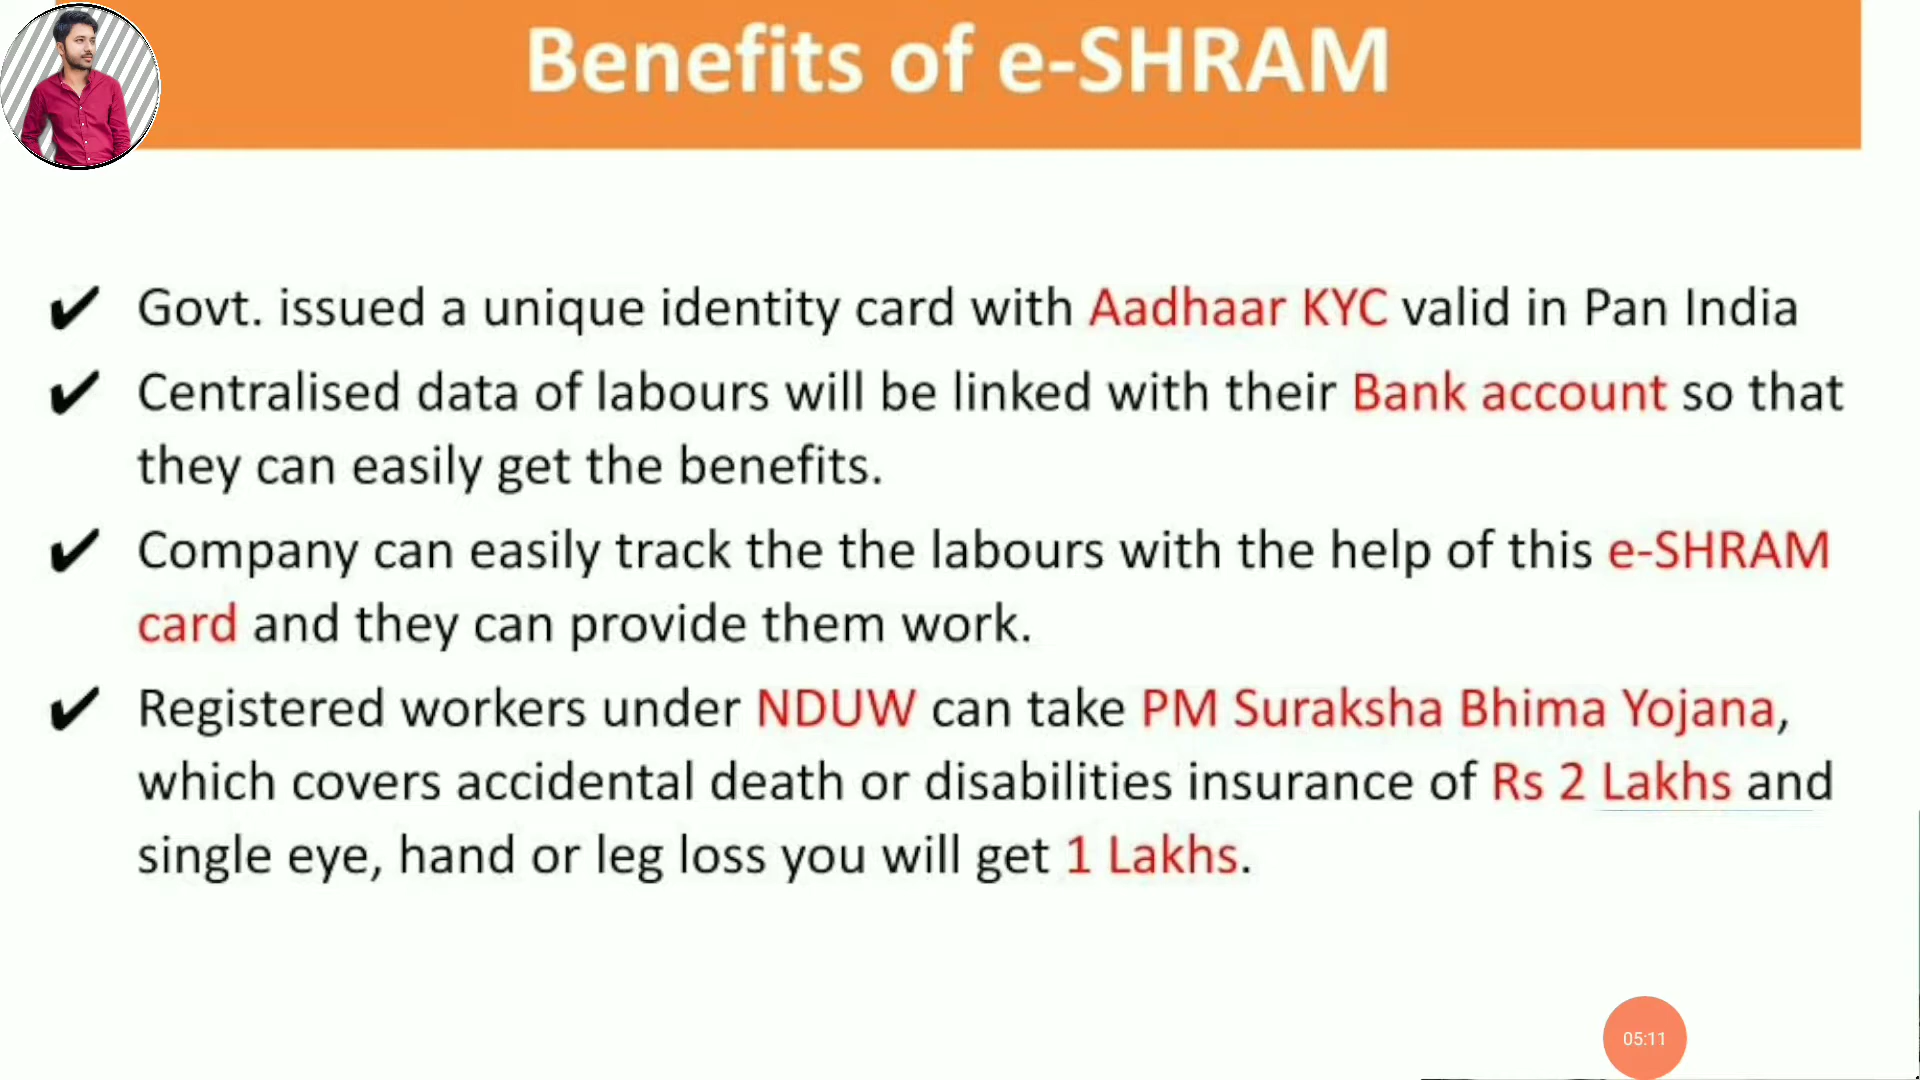 Benefits of e-SHRAM
✔ Govt. issued a unique identity card with Aadhaar KYC valid in Pan India
✔ Centralised data of labours will be linked with their Bank account so that
they can easily get the benefits.
✔ Company can easily track the the labours with the help of this e-SHRAM
card and they can provide them work.
✔ Registered workers under NDUW can take PM Suraksha Bhima Yojana,
which covers accidental death or disabilities insurance of Rs 2 Lakhs and
single eye, hand or leg loss you will get 1 Lakhs.
05:11